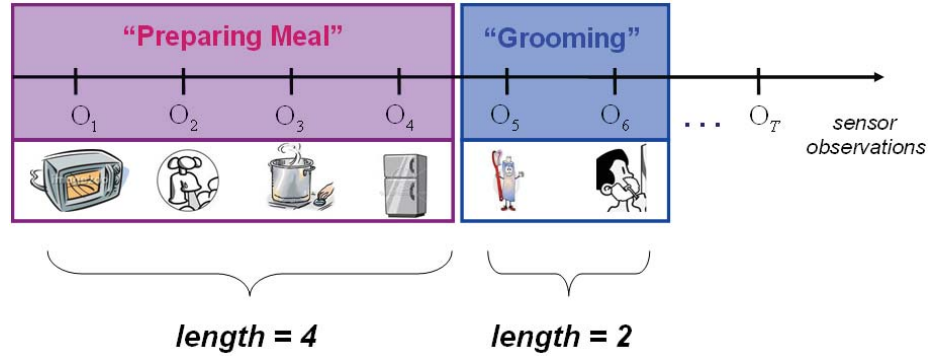 “Preparing Meal” “Grooming”
O1 O2 O3 O4 O5 O6 ... OT
sensor
observations
length = 4 length = 2